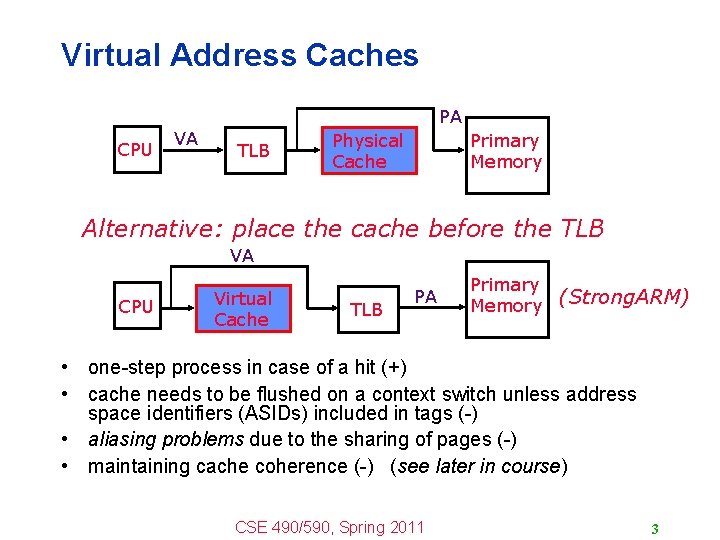 Virtual Address Caches
PA
CPU
VA
TLB
Physical
Cache
Primary
Memory
Alternative: place the cache before the TLB
VA
CPU
Virtual
Cache
TLB
PA
Primary
Memory
(Strong.ARM)
• one-step process in case of a hit (+)
• cache needs to be flushed on a context switch unless address
space identifiers (ASIDs) included in tags (-)
• aliasing problems due to the sharing of pages (-)
• maintaining cache coherence (-) (see later in course)
CSE 490/590, Spring 2011
3